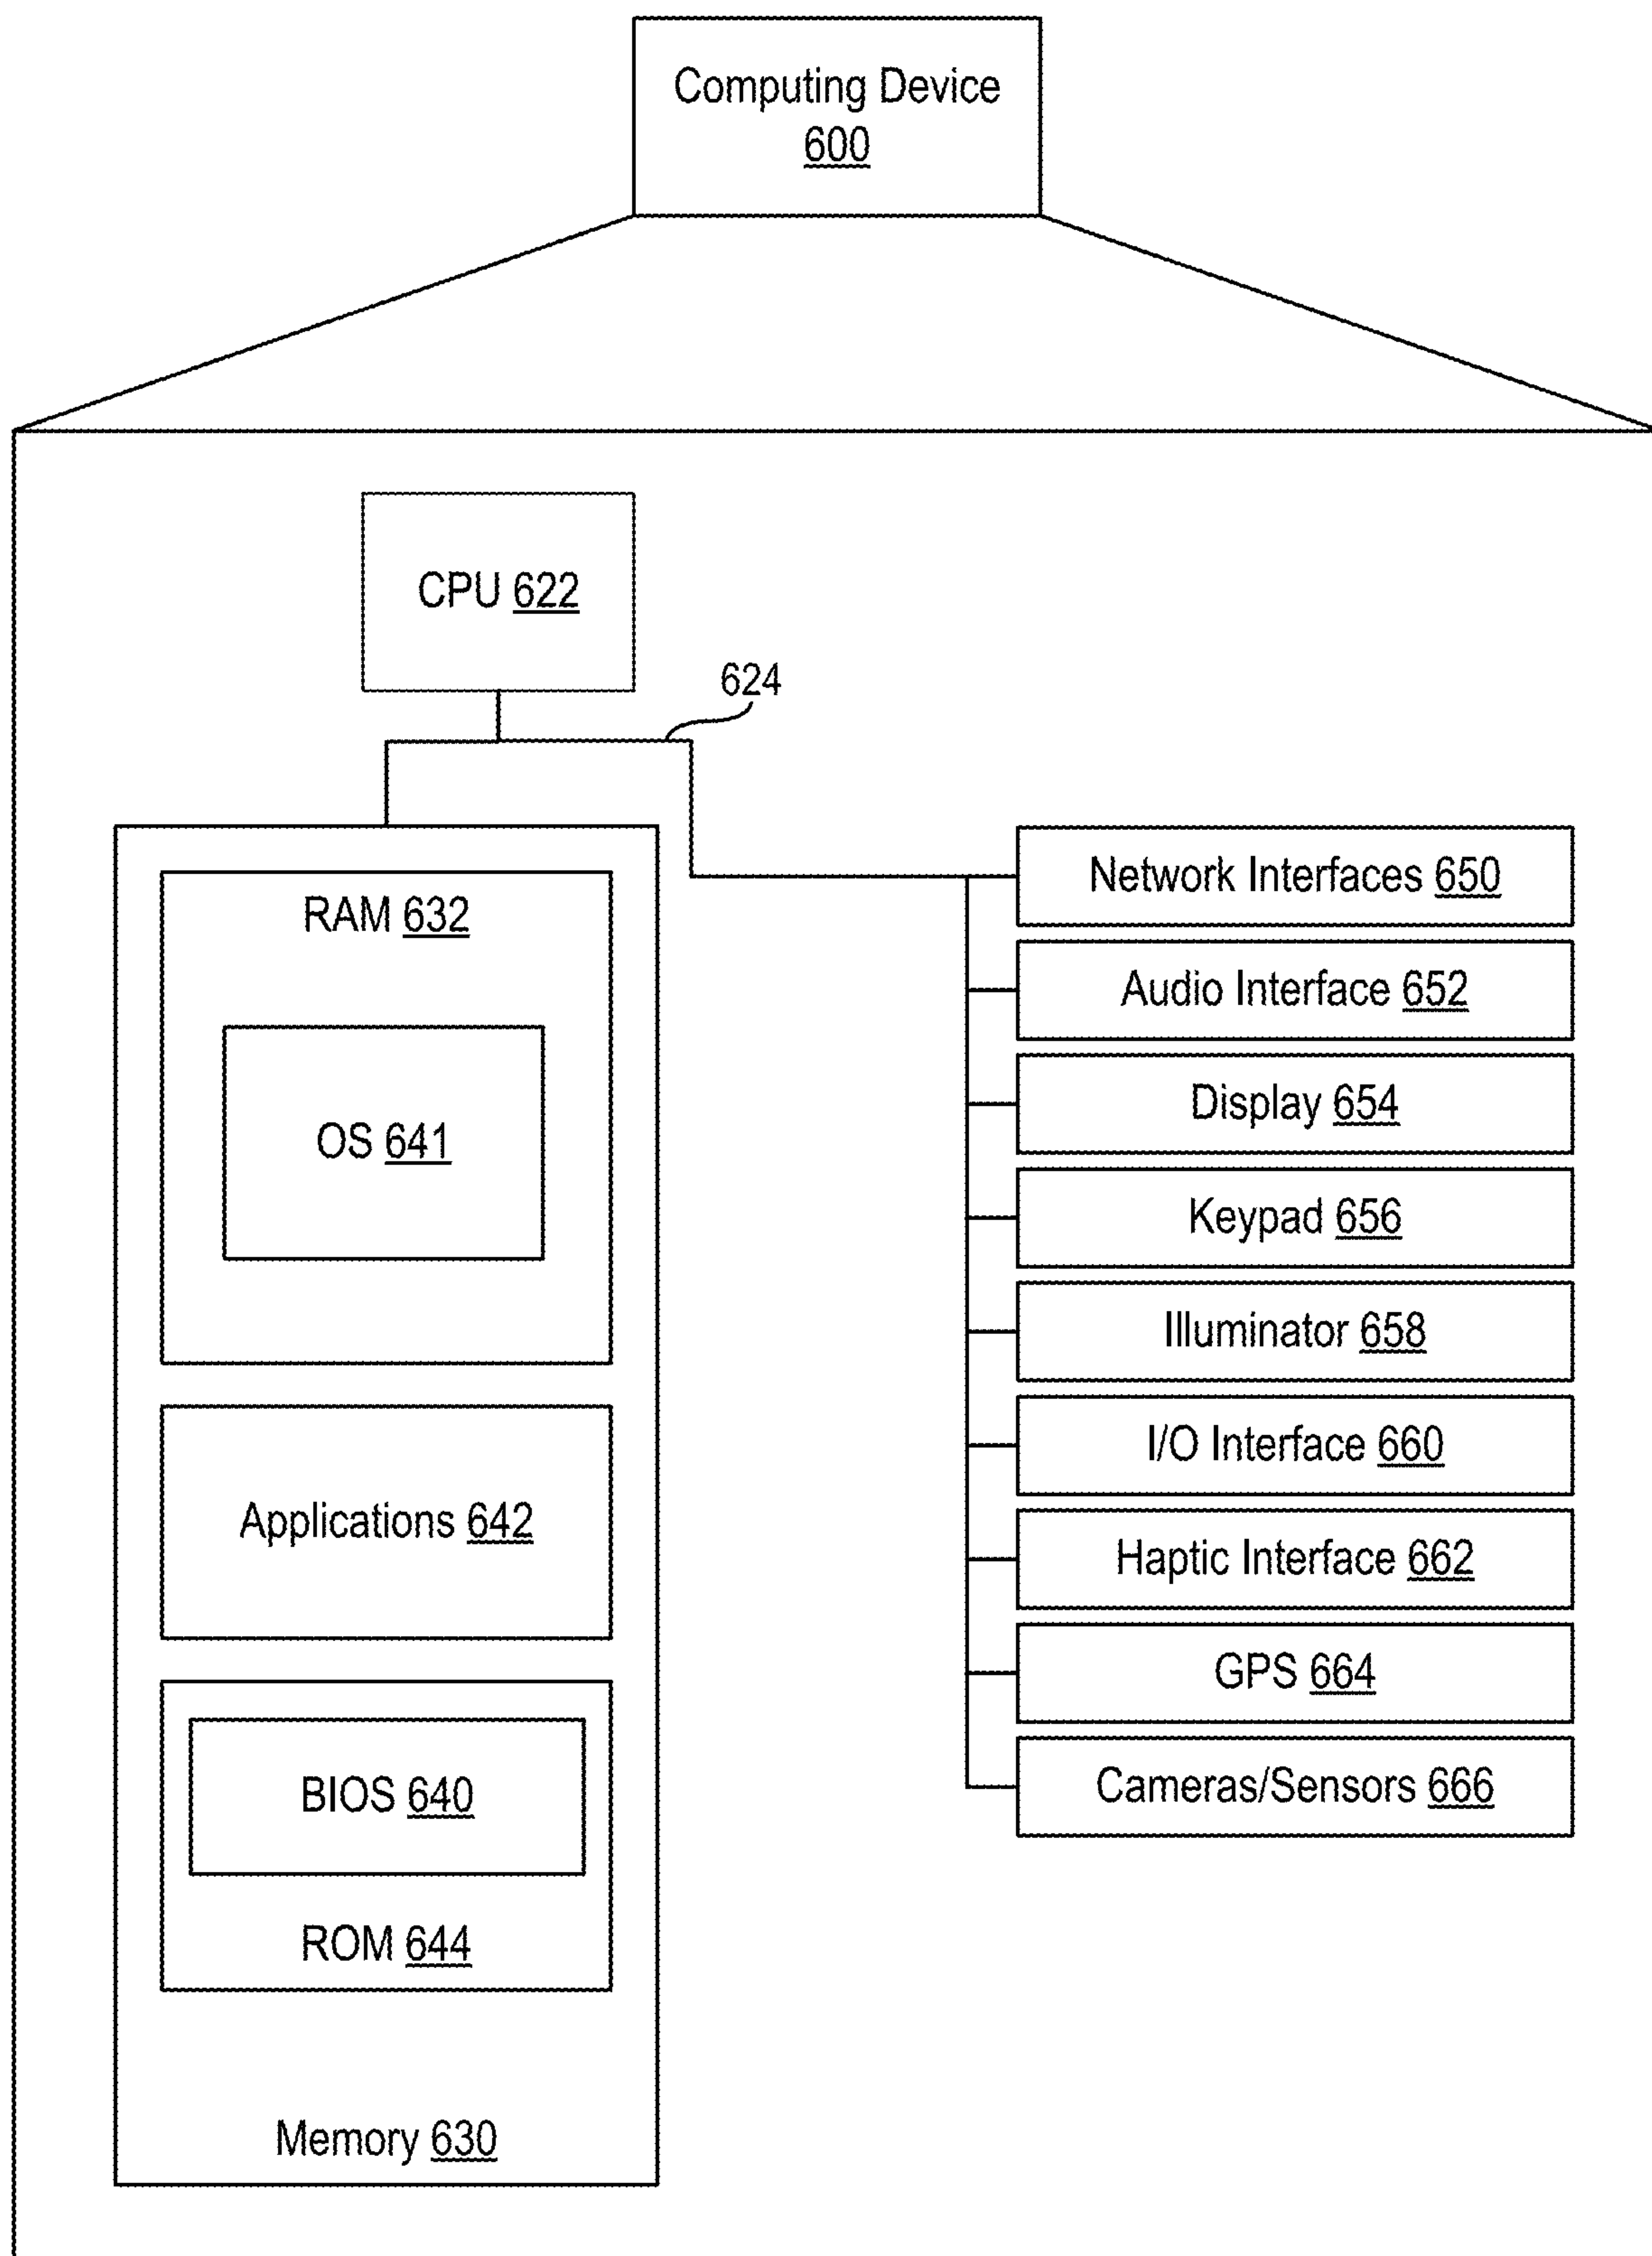 Computing Device
600
CPU 622
624
RAM 632
OS 641
Applications 642
BIOS 640
ROM 644
Memory 630
Network Interfaces 650
Audio Interface 652
Display 654
Keypad 656
Illuminator 658
I/O Interface 660
Haptic Interface 662
GPS 664
Cameras/Sensors 666